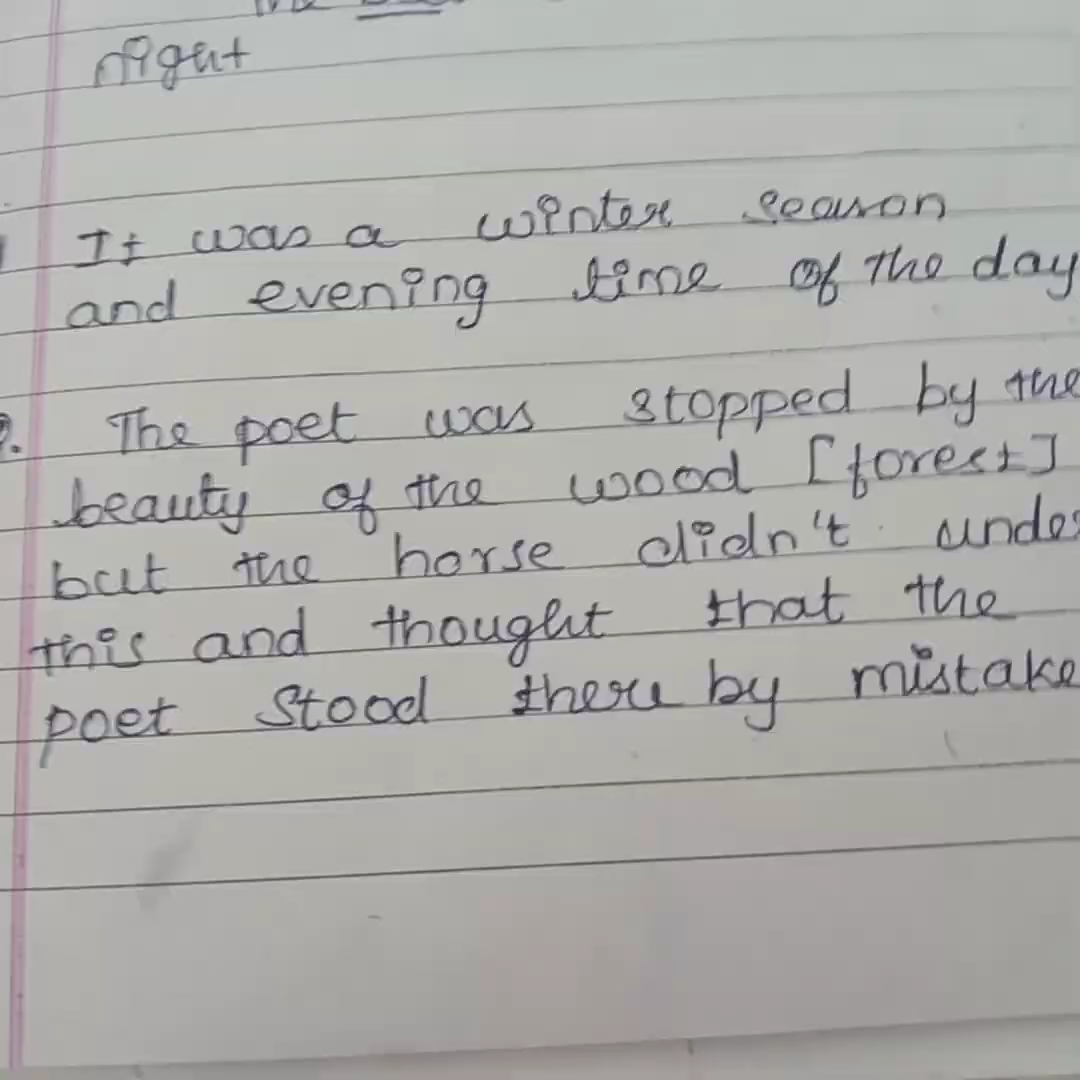 night
It was a winter season
and evening time of the day
The poet was stopped by the
beauty of the wood [forest]
but the horse didn't unde
this and thought that the
poet stood there by mistake